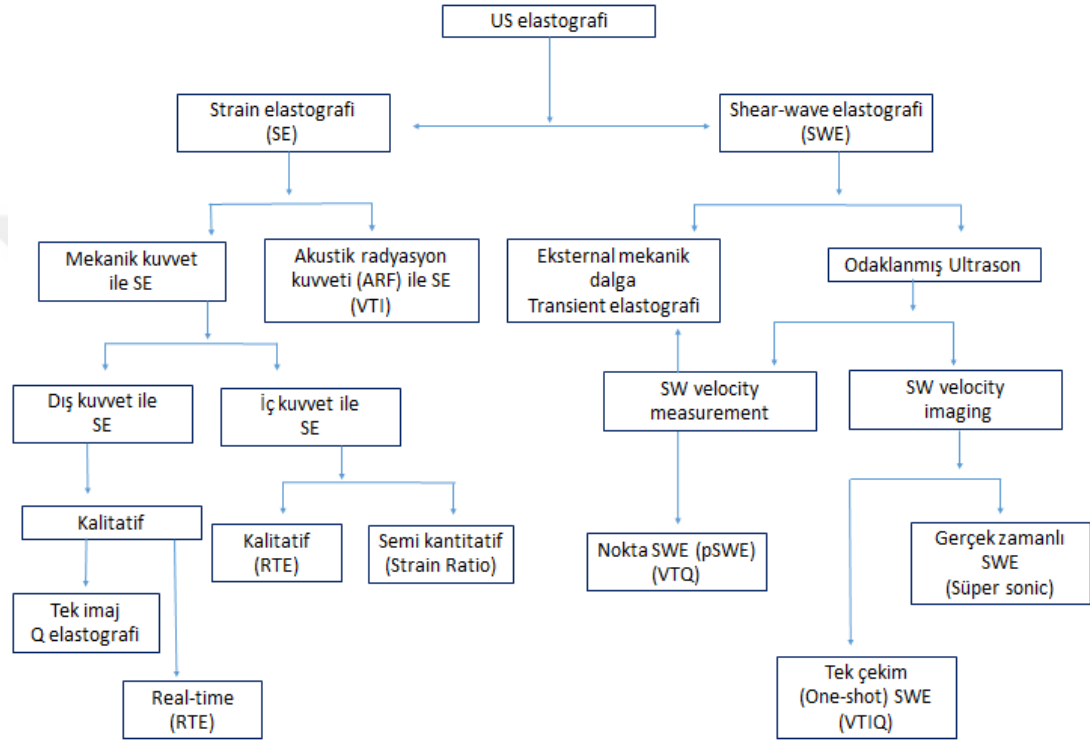 US elastografi
Strain elastografi
(SE)
Shear-wave elastografi
(SWE)
Mekanik kuvvet
ile SE
Akustik radyasyon
kuvveti (ARF) ile SE
(VTI)
Eksternal mekanik
dalga
Transient elastografi
Odaklanmış Ultrason
Dış kuvvet ile
SE
İç kuvvet ile
SE
SW velocity
measurement
SW velocity
imaging
Kalitatif
Kalitatif
(RTE)
Semi kantitatif
(Strain Ratio)
Nokta SWE (pSWE)
(VTQ)
Gerçek zamanlı
SWE
(Süper sonic)
Tek imaj
Q elastografi
Real-time
(RTE)
Tek çekim
(One-shot) SWE
(VTIQ)